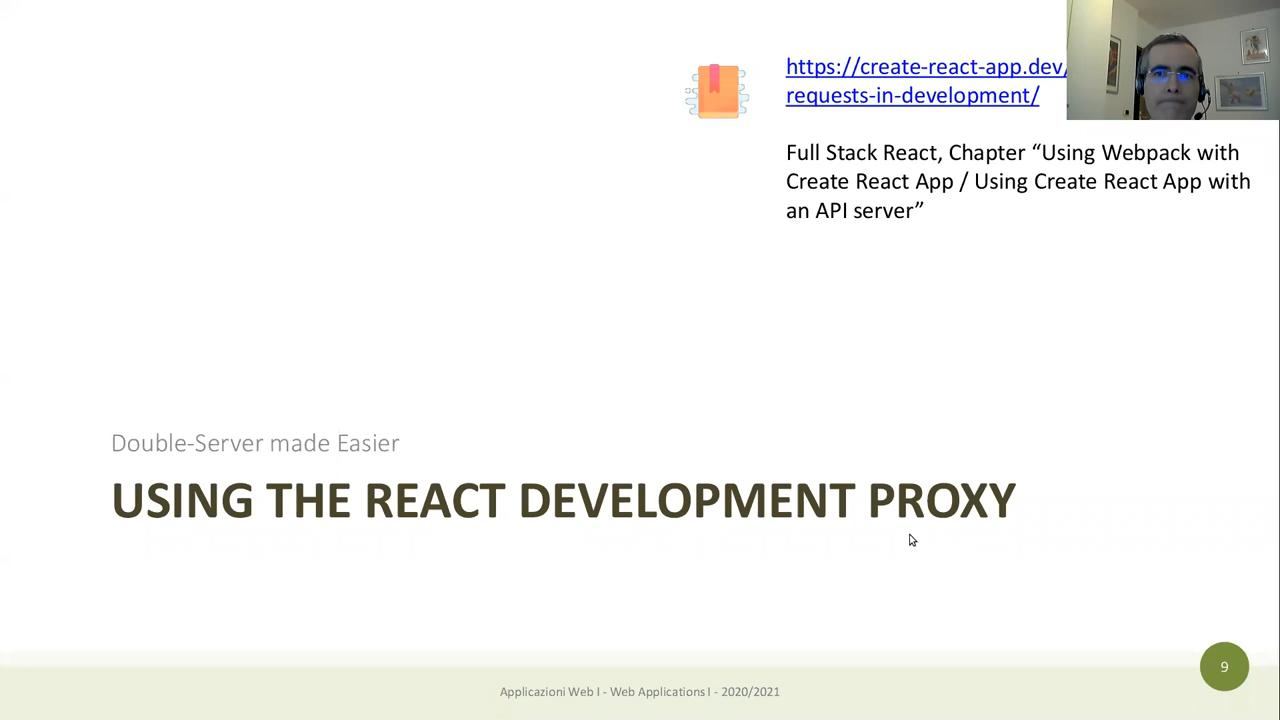 https://create-react-app.dev/
requests-in-development/
Full Stack React, Chapter “Using Webpack with
Create React App / Using Create React App with
an API server”
Double-Server made Easier
USING THE REACT DEVELOPMENT PROXY
9
Applicazioni Web I - Web Applications I - 2020/2021